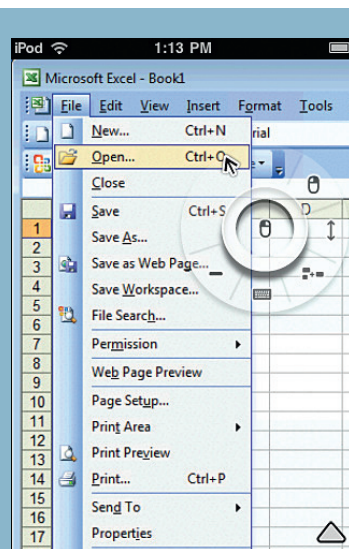 iPod 1:13 PM
Microsoft Excel - Book1
File Edit View Insert Format Tools
New... Ctrl+N rial
Open... Ctrl+O
Close
D
Save Ctrl+S
1
Save As...
2
3 Save as Web Page...
4 Save Workspace...
5
File Search...
6
7 Permission
8
Web Page Preview
9
10 Page Setup...
11 Print Area
12
13 Print Preview
14 Print... Ctrl+P
15
Send To
16
17 Properties